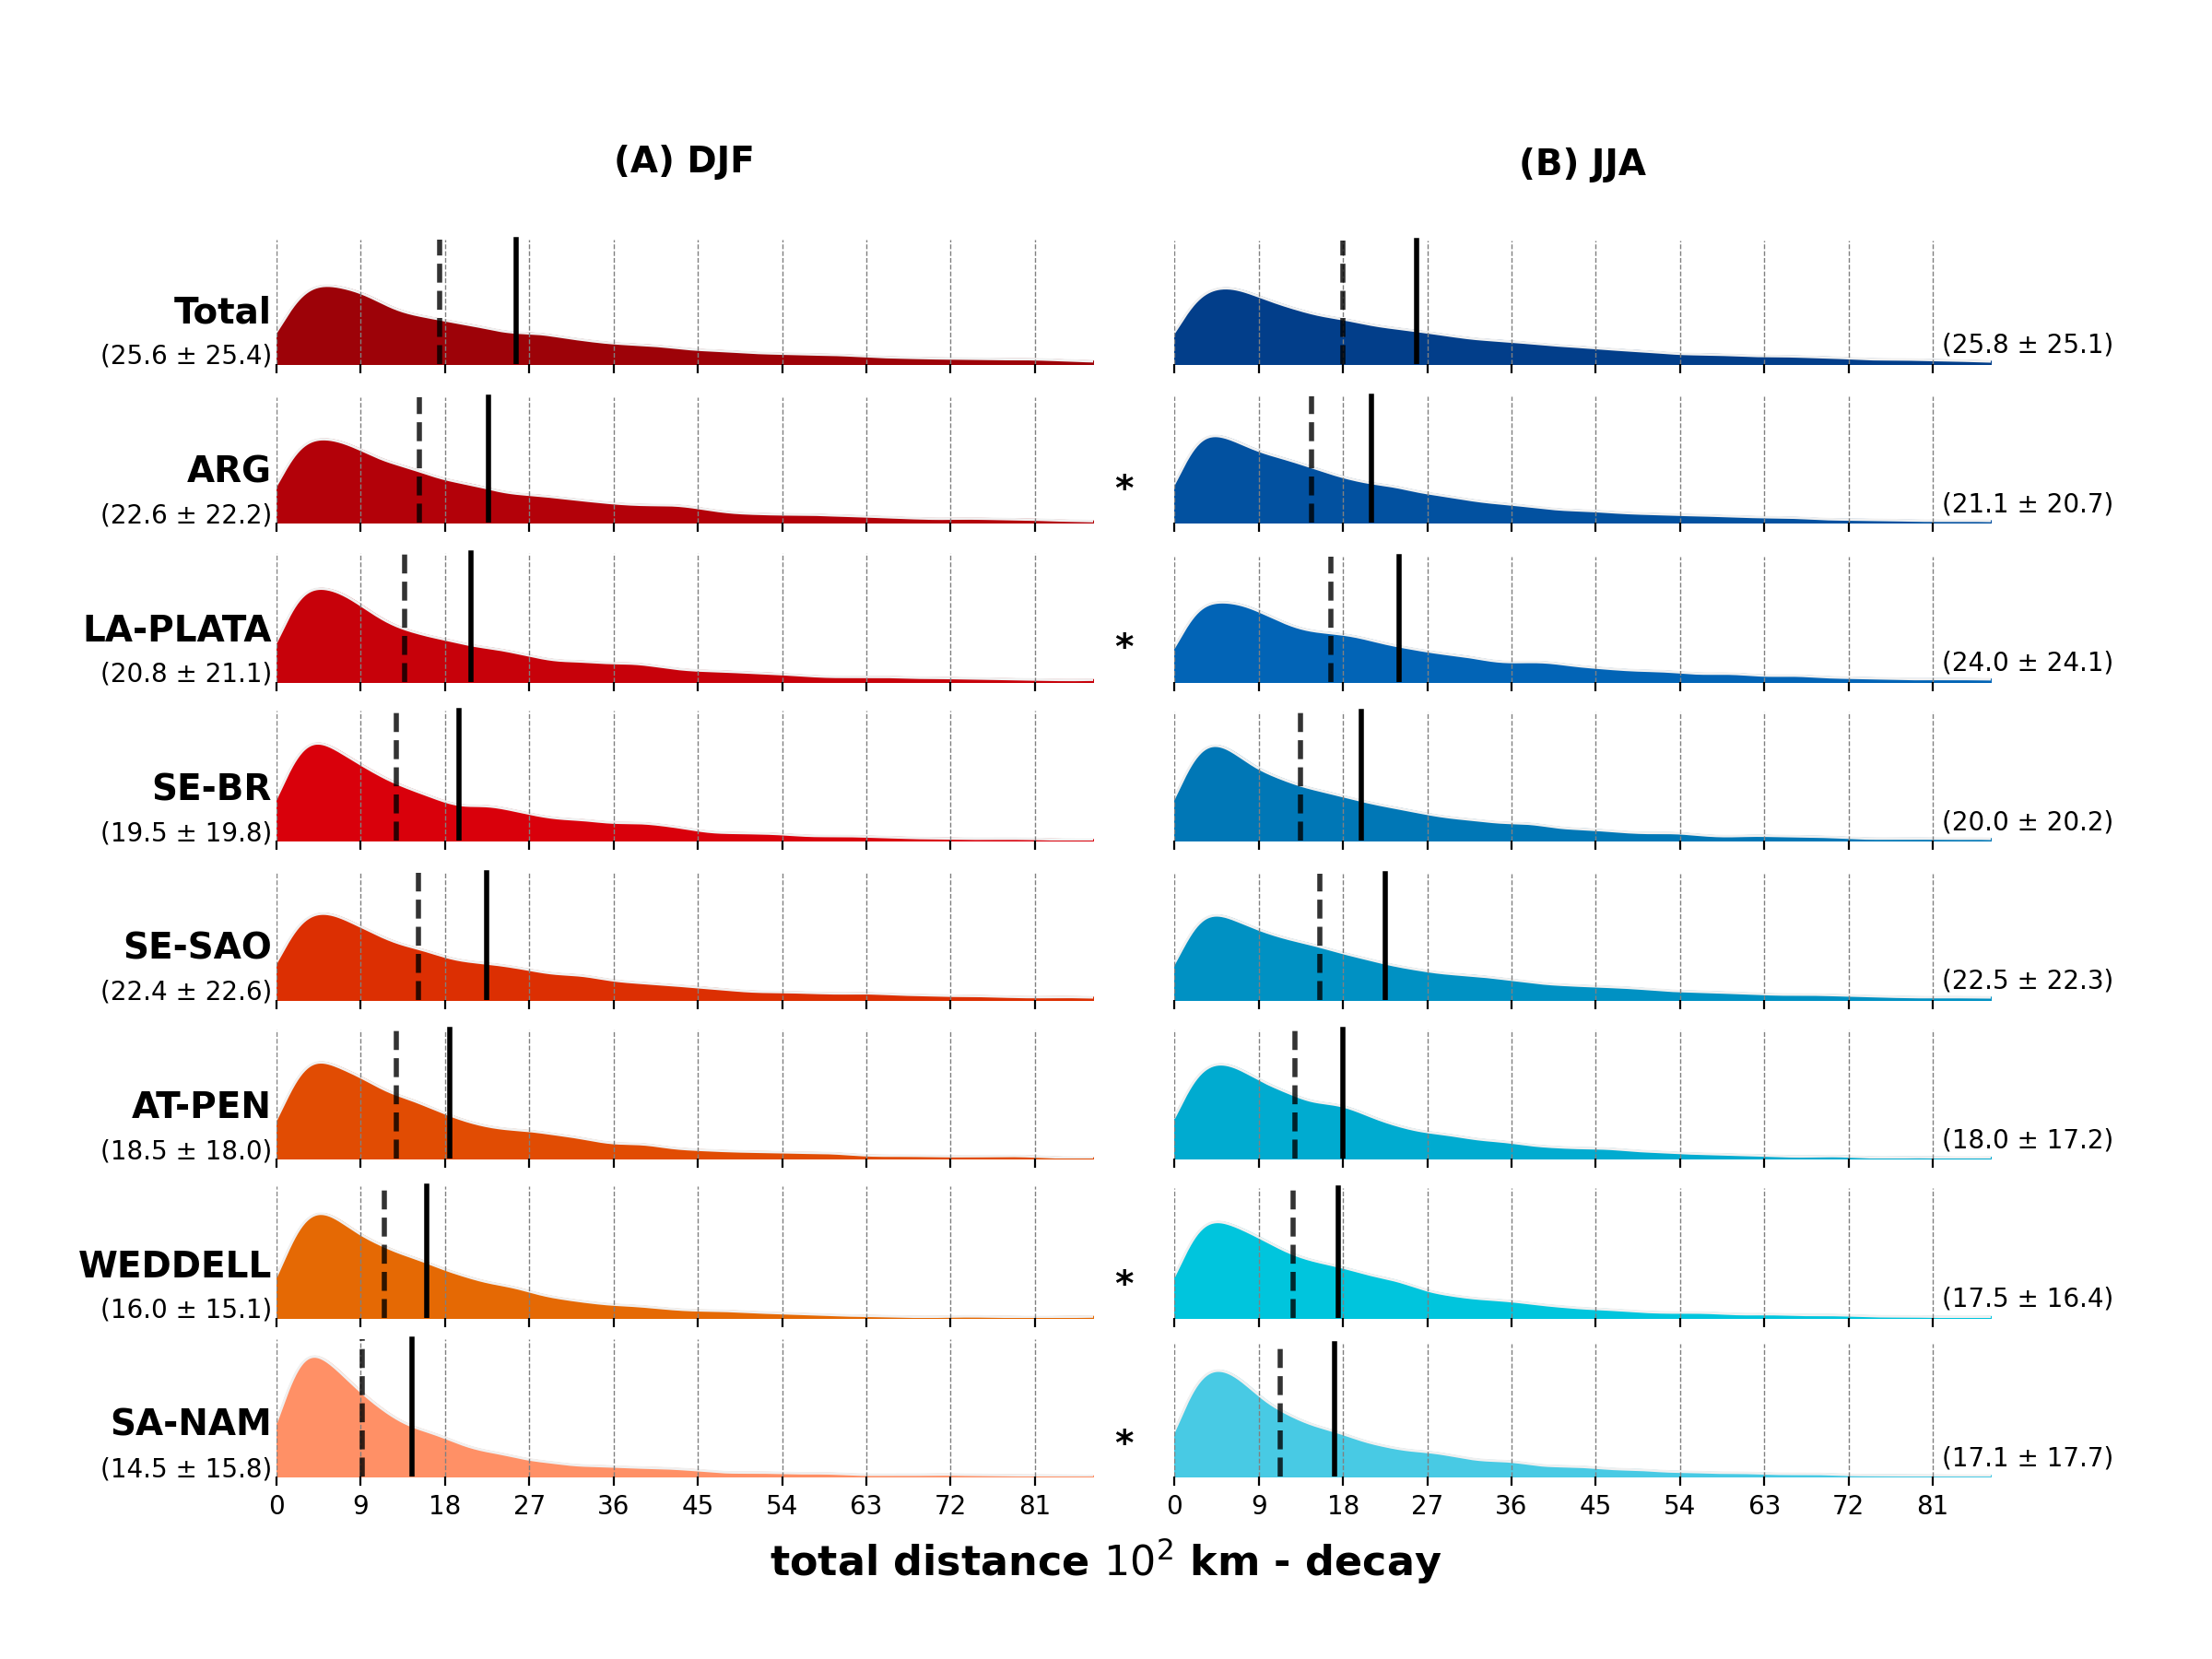 (A) DJF
(B) JJA
Total
(25.6 ± 25.4)
(25.8 ± 25.1)
ARG
(22.6 ± 22.2)
*
(21.1 ± 20.7)
LA-PLATA
(20.8 ± 21.1)
*
(24.0 ± 24.1)
SE-BR
(19.5 ± 19.8)
(20.0 ± 20.2)
SE-SAO
(22.4 ± 22.6)
(22.5 ± 22.3)
AT-PEN
(18.5 ± 18.0)
(18.0 ± 17.2)
WEDDELL
(16.0 ± 15.1)
*
(17.5 ± 16.4)
SA-NAM
(14.5 ± 15.8)
*
(17.1 ± 17.7)
0 9 18 27 36 45 54 63 72 81
0 9 18 27 36 45 54 63 72 81
total distance 10² km - decay